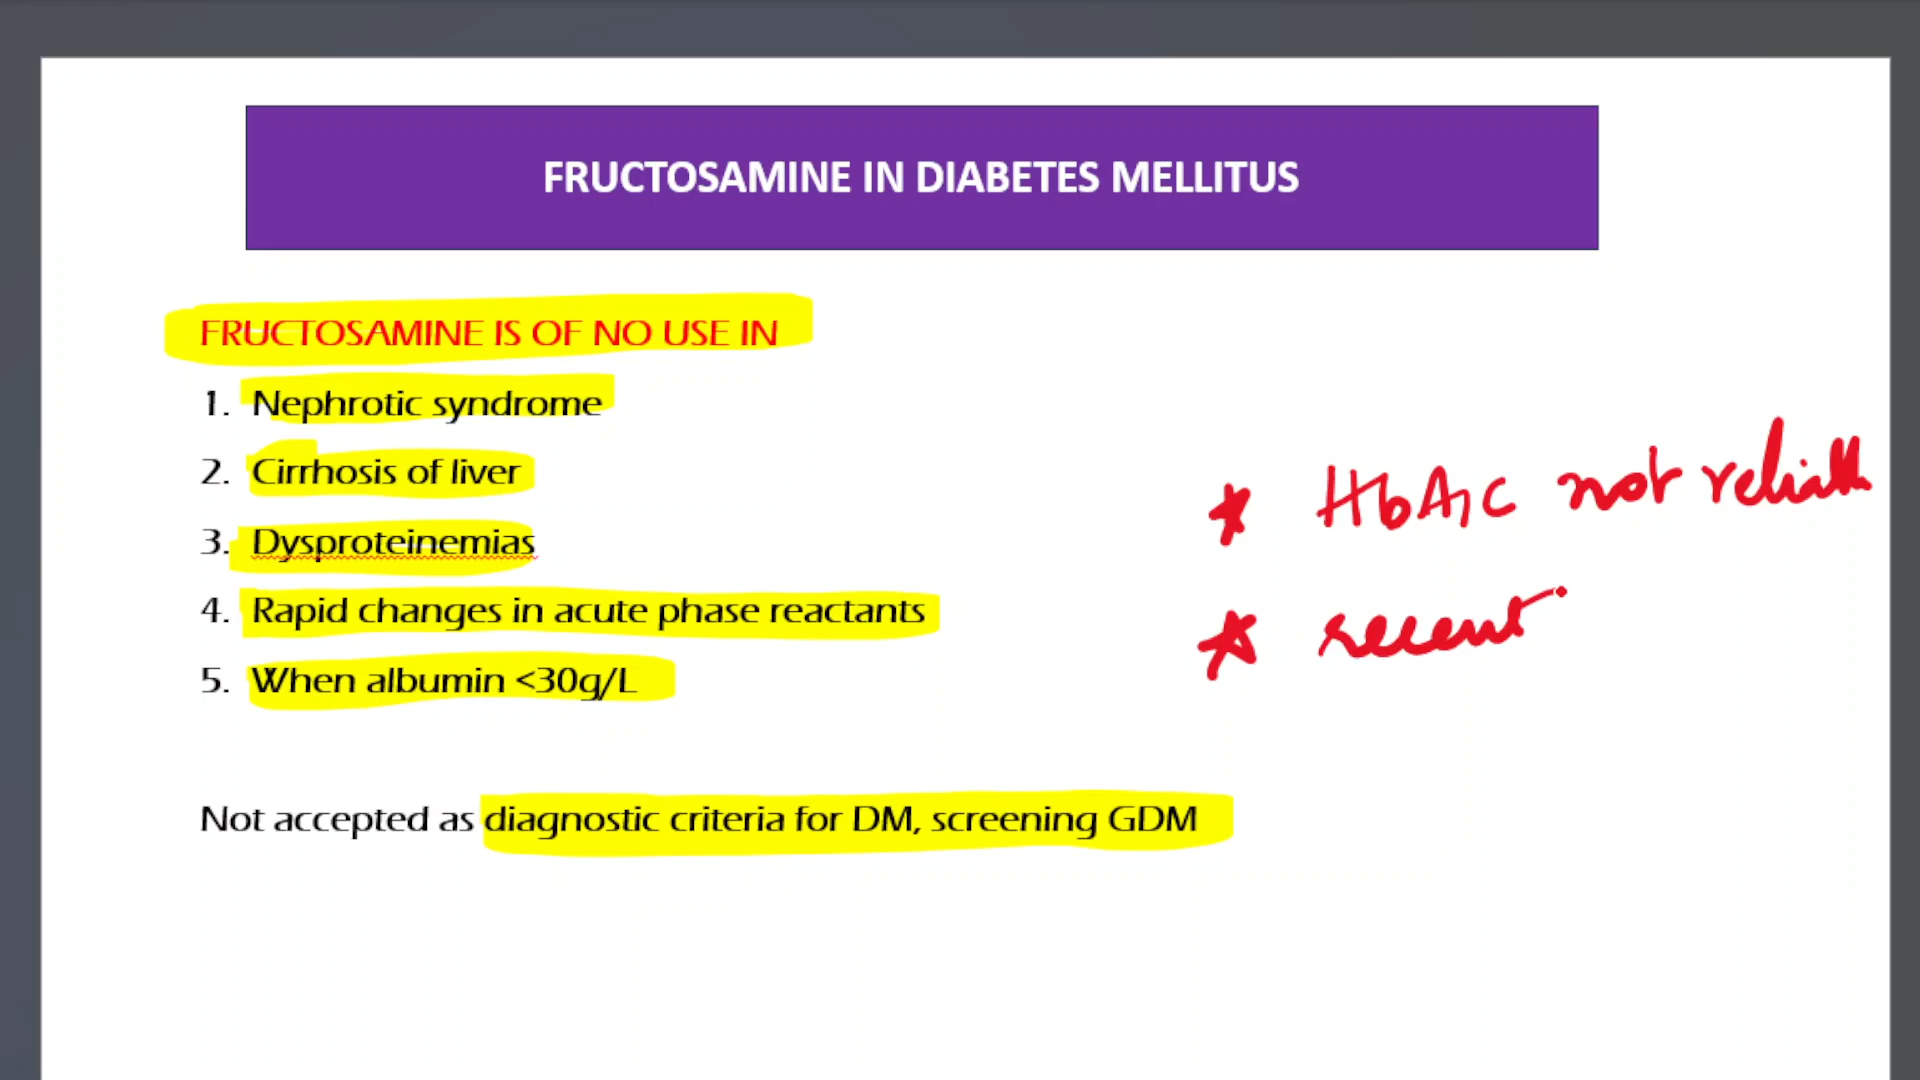 FRUCTOSAMINE IN DIABETES MELLITUS
FRUCTOSAMINE IS OF NO USE IN
1. Nephrotic syndrome
2. Cirrhosis of liver
3. Dysproteinemias
4. Rapid changes in acute phase reactants
5. When albumin <30g/L
* HbA1c not reliable
* recent
Not accepted as diagnostic criteria for DM, screening GDM